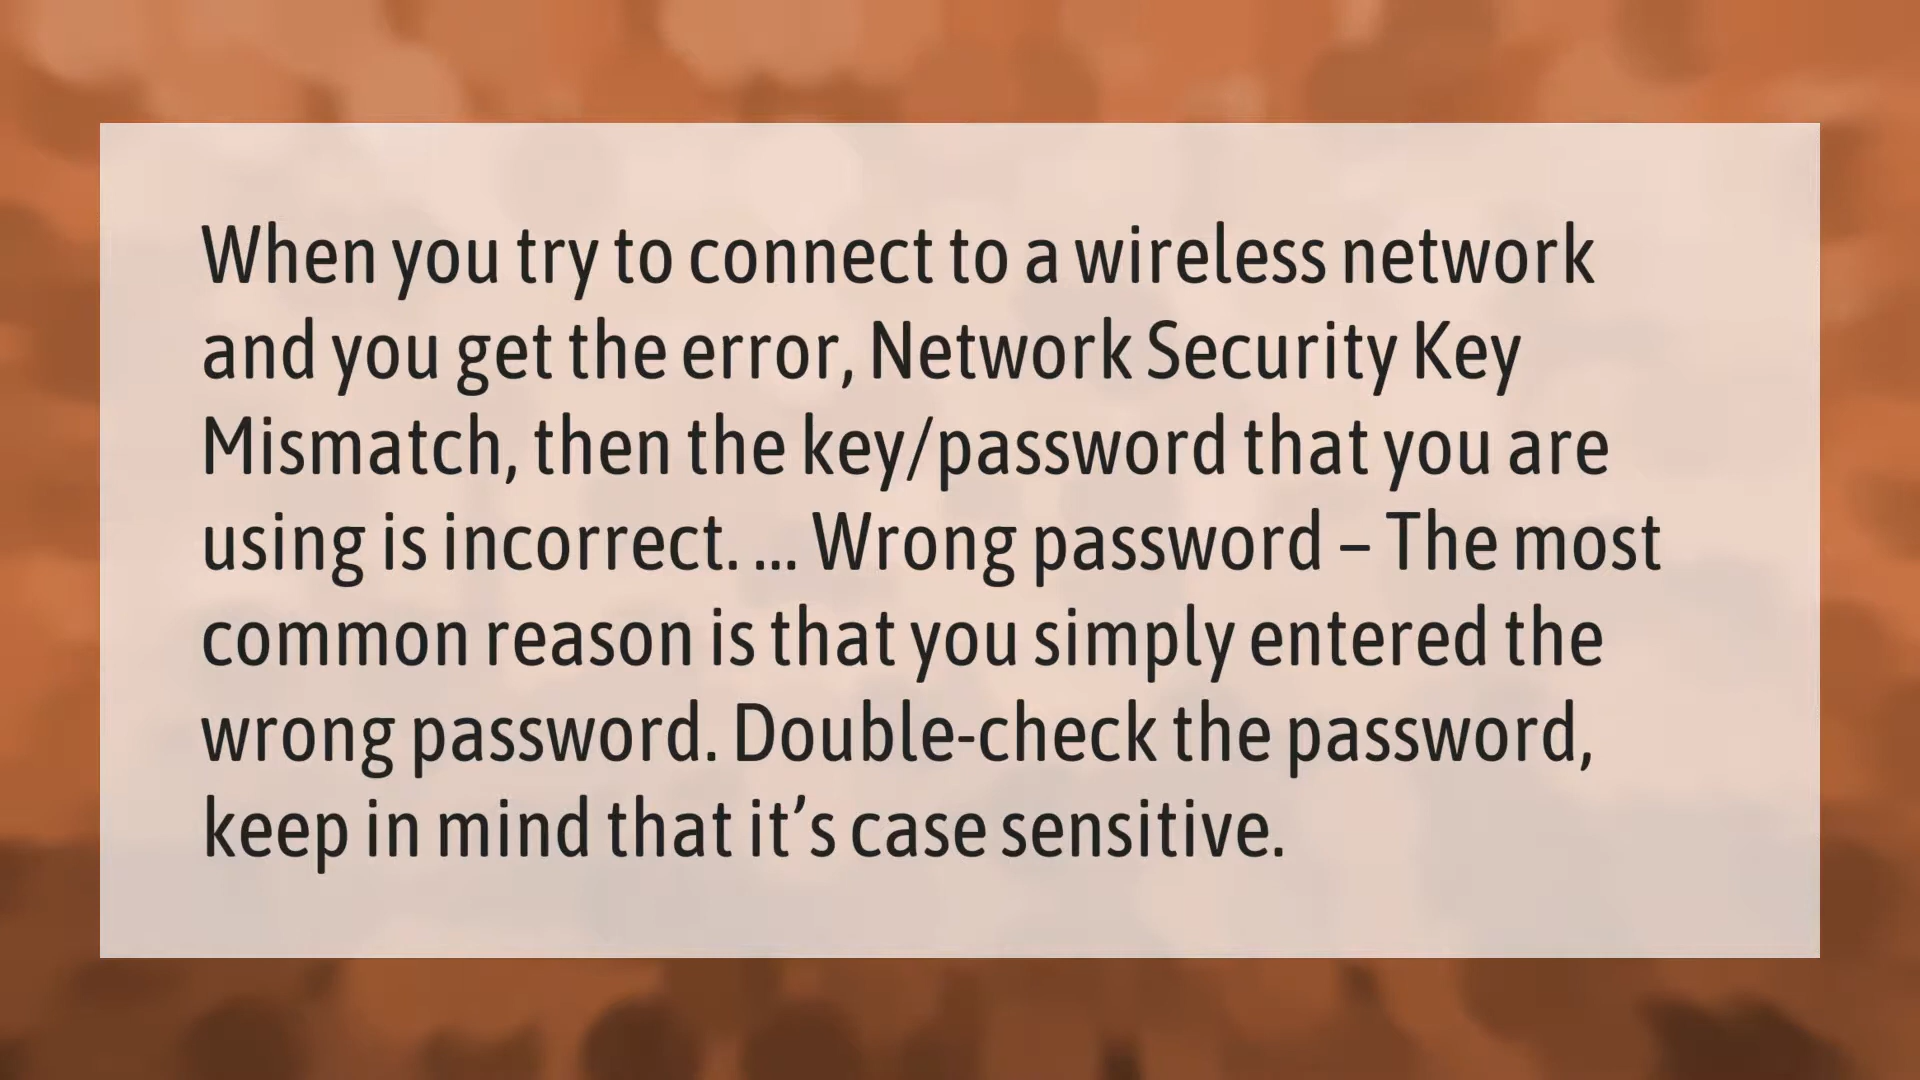 When you try to connect to a wireless network
and you get the error, Network Security Key
Mismatch, then the key/password that you are
using is incorrect. ... Wrong password – The most
common reason is that you simply entered the
wrong password. Double-check the password,
keep in mind that it’s case sensitive.